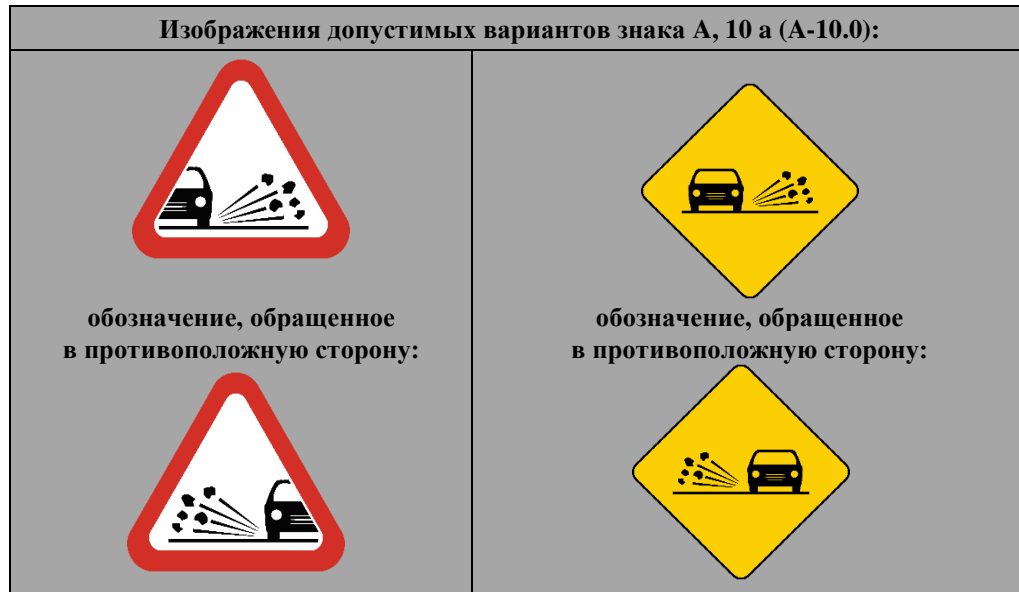 Изображения допустимых вариантов знака A, 10 a (A-10.0):
обозначение, обращенное
в противоположную сторону:
обозначение, обращенное
в противоположную сторону: